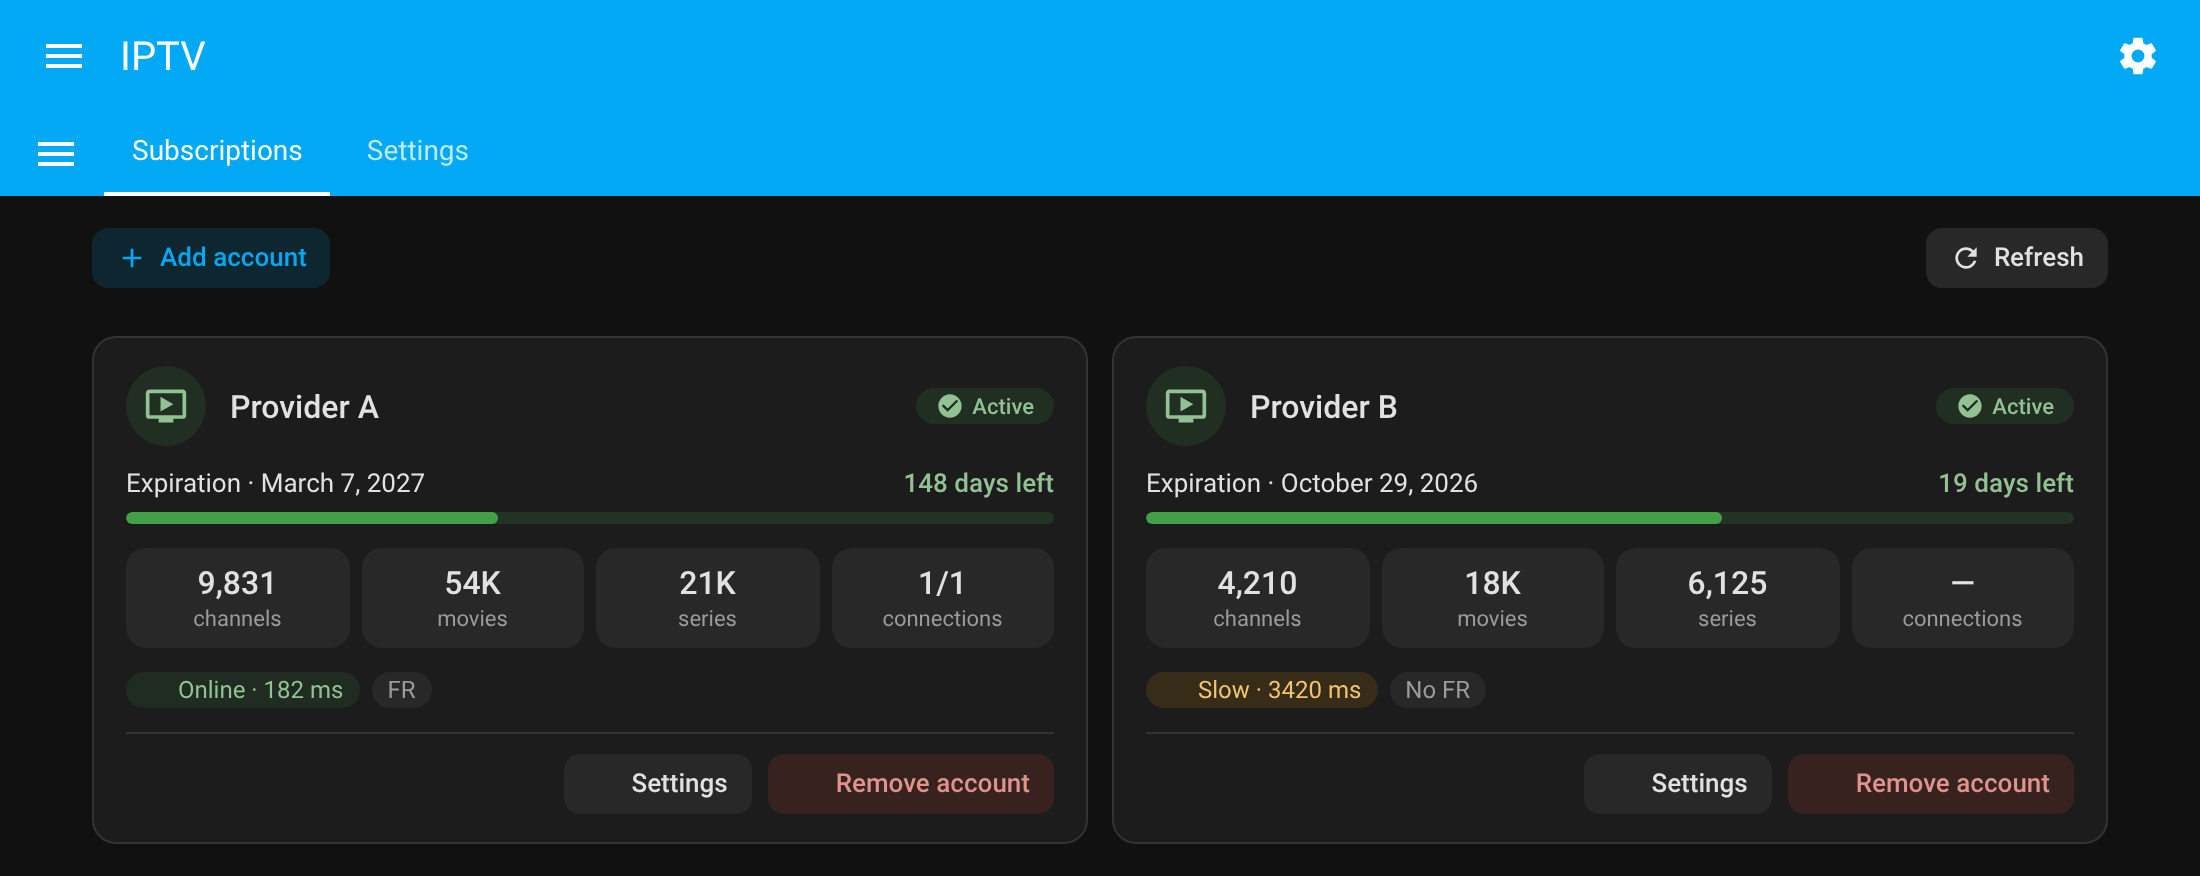 IPTV
Subscriptions Settings
Add account
Refresh
Provider A
Active
Expiration · March 7, 2027
148 days left
9,831
channels
54K
movies
21K
series
1/1
connections
Online · 182 ms
FR
Settings
Remove account
Provider B
Active
Expiration · October 29, 2026
19 days left
4,210
channels
18K
movies
6,125
series
—
connections
Slow · 3420 ms
No FR
Settings
Remove account